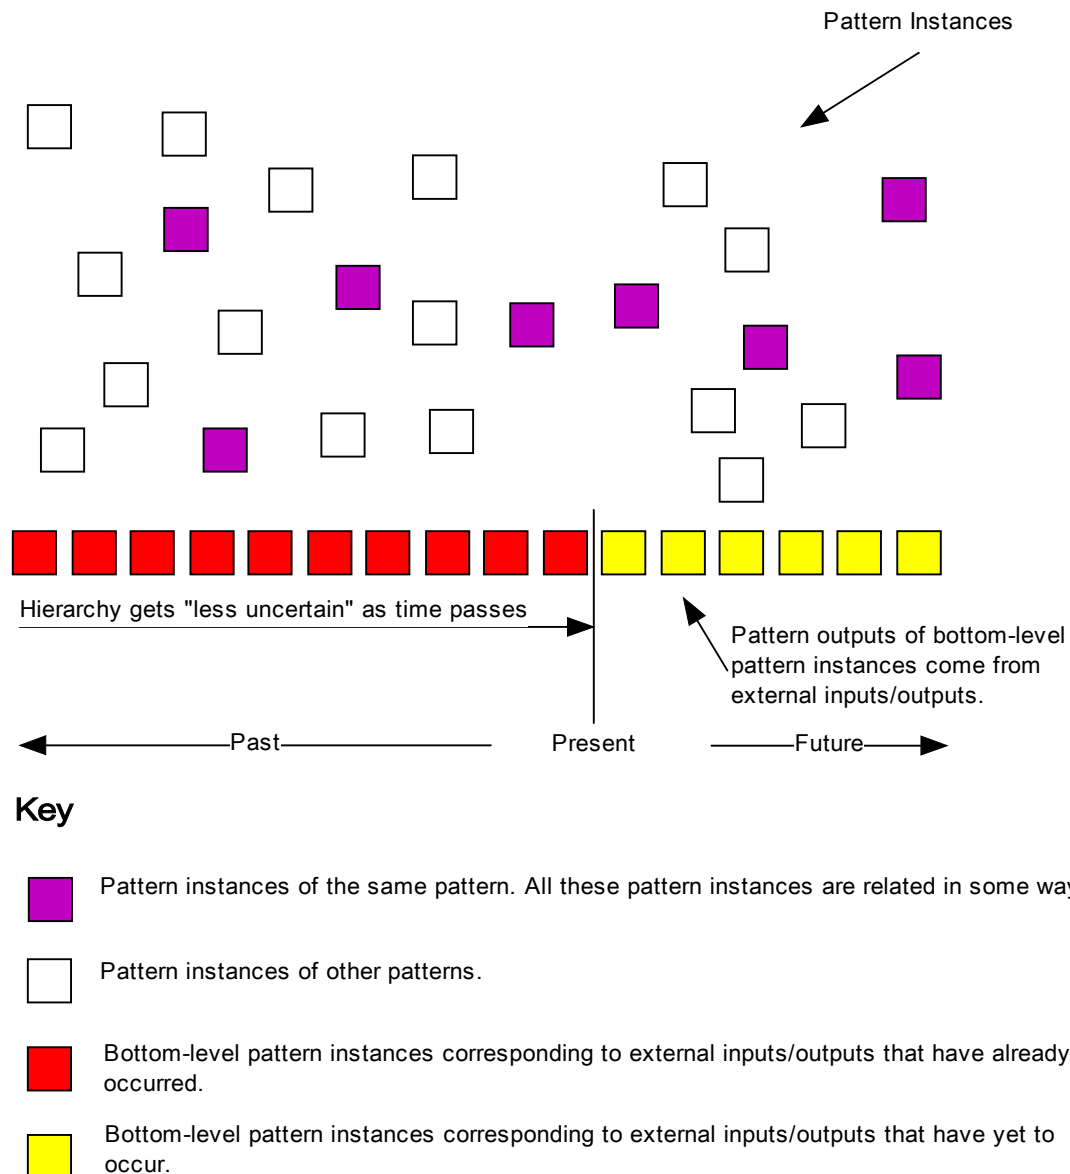 Pattern Instances
Hierarchy gets "less uncertain" as time passes
Pattern outputs of bottom-level
pattern instances come from
external inputs/outputs.
Past
Present
Future
Key
Pattern instances of the same pattern. All these pattern instances are related in some way
Pattern instances of other patterns.
Bottom-level pattern instances corresponding to external inputs/outputs that have already
occurred.
Bottom-level pattern instances corresponding to external inputs/outputs that have yet to
occur.